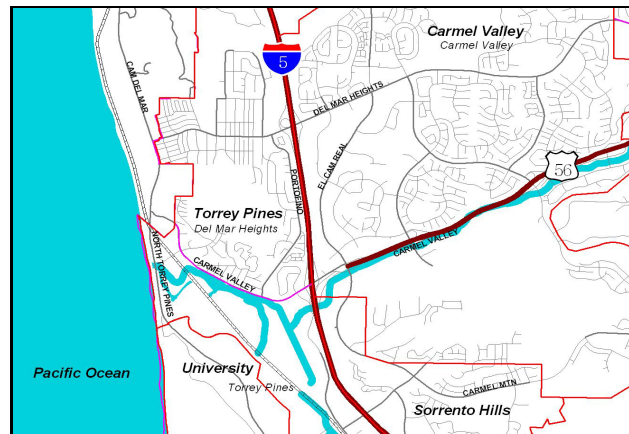 Carmel Valley
Carmel Valley
5
CAM DEL MAR
DEL MAR HEIGHTS
EL CAM REAL
PORTOFINO
56
Torrey Pines
Del Mar Heights
CARMEL VALLEY
CARMEL VALLEY
NORTH TORREY PINES
Pacific Ocean
University
Torrey Pines
CARMEL MTN
Sorrento Hills